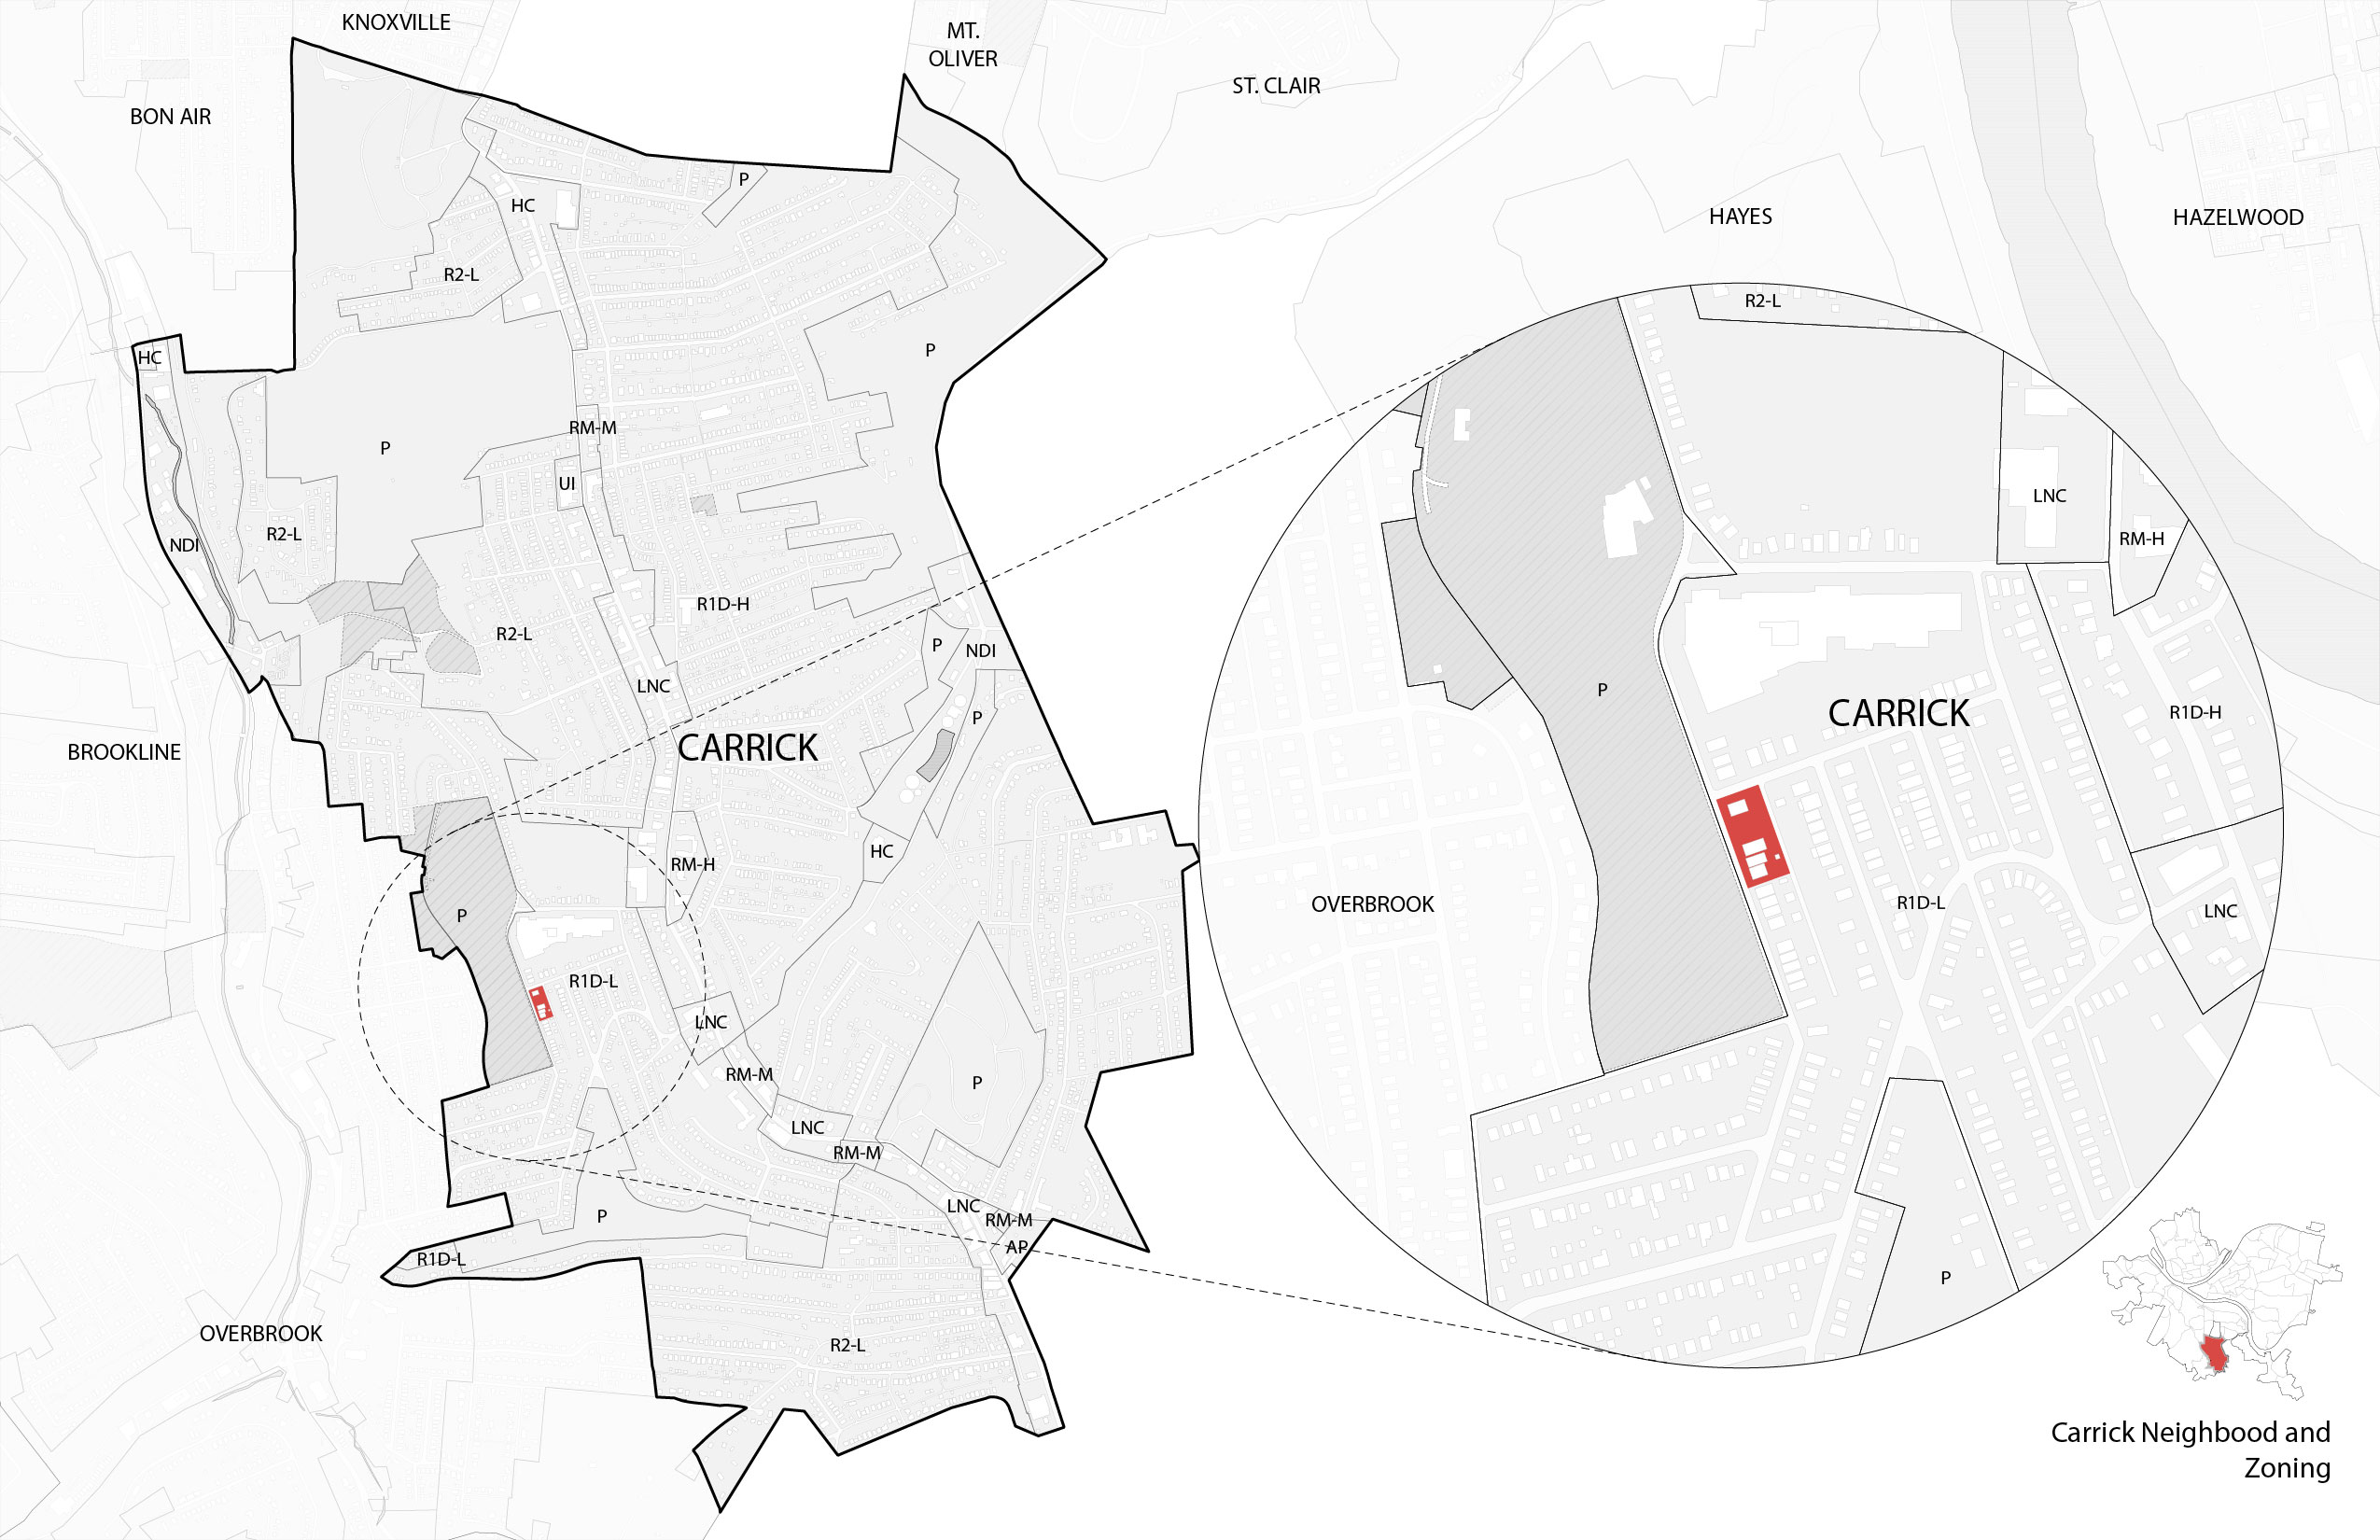 KNOXVILLE
MT.
OLIVER
BON AIR
ST. CLAIR
HAYES
HAZELWOOD
P
HC
R2-L
HC
P
RM-M
P
UI
R2-L
NDI
R1D-H
R2-L
P
NDI
LNC
P
CARRICK
BROOKLINE
HC
RM-H
P
R1D-L
LNC
RM-M
P
LNC
RM-M
LNC
RM-M
P
AP
R1D-L
OVERBROOK
R2-L
R2-L
LNC
RM-H
P
CARRICK
R1D-H
OVERBROOK
R1D-L
LNC
P
Carrick Neighbood and
Zoning